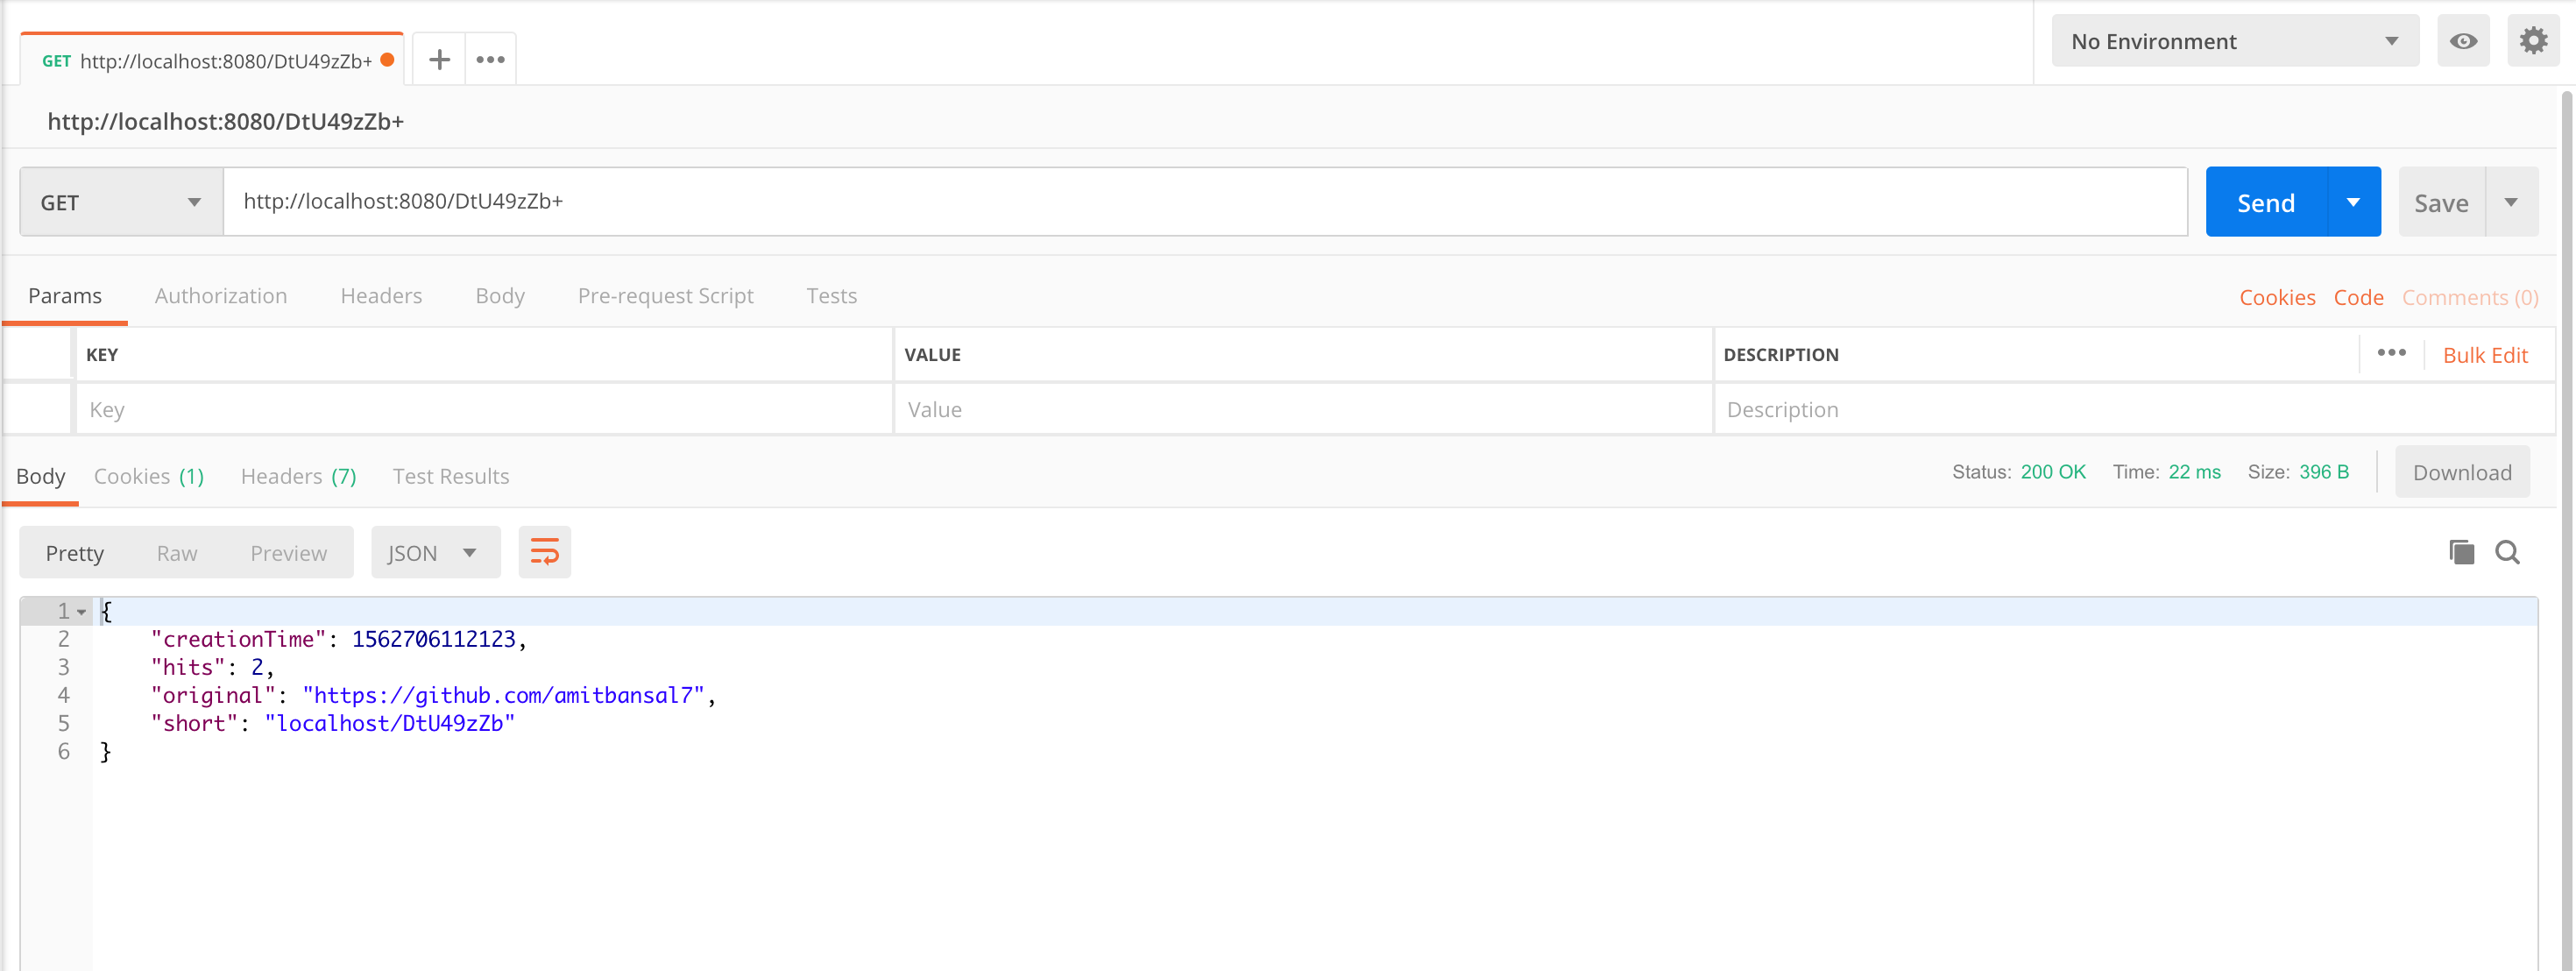 GET http://localhost:8080/DtU49zZb+
No Environment
http://localhost:8080/DtU49zZb+
GET http://localhost:8080/DtU49zZb+ Send Save
Params Authorization Headers Body Pre-request Script Tests Cookies Code Comments (0)
KEY VALUE DESCRIPTION Bulk Edit
Key Value Description
Body Cookies (1) Headers (7) Test Results Status: 200 OK Time: 22 ms Size: 396 B Download
Pretty Raw Preview JSON
1 {
2 "creationTime": 1562706112123,
3 "hits": 2,
4 "original": "https://github.com/amitbansal7",
5 "short": "localhost/DtU49zZb"
6 }